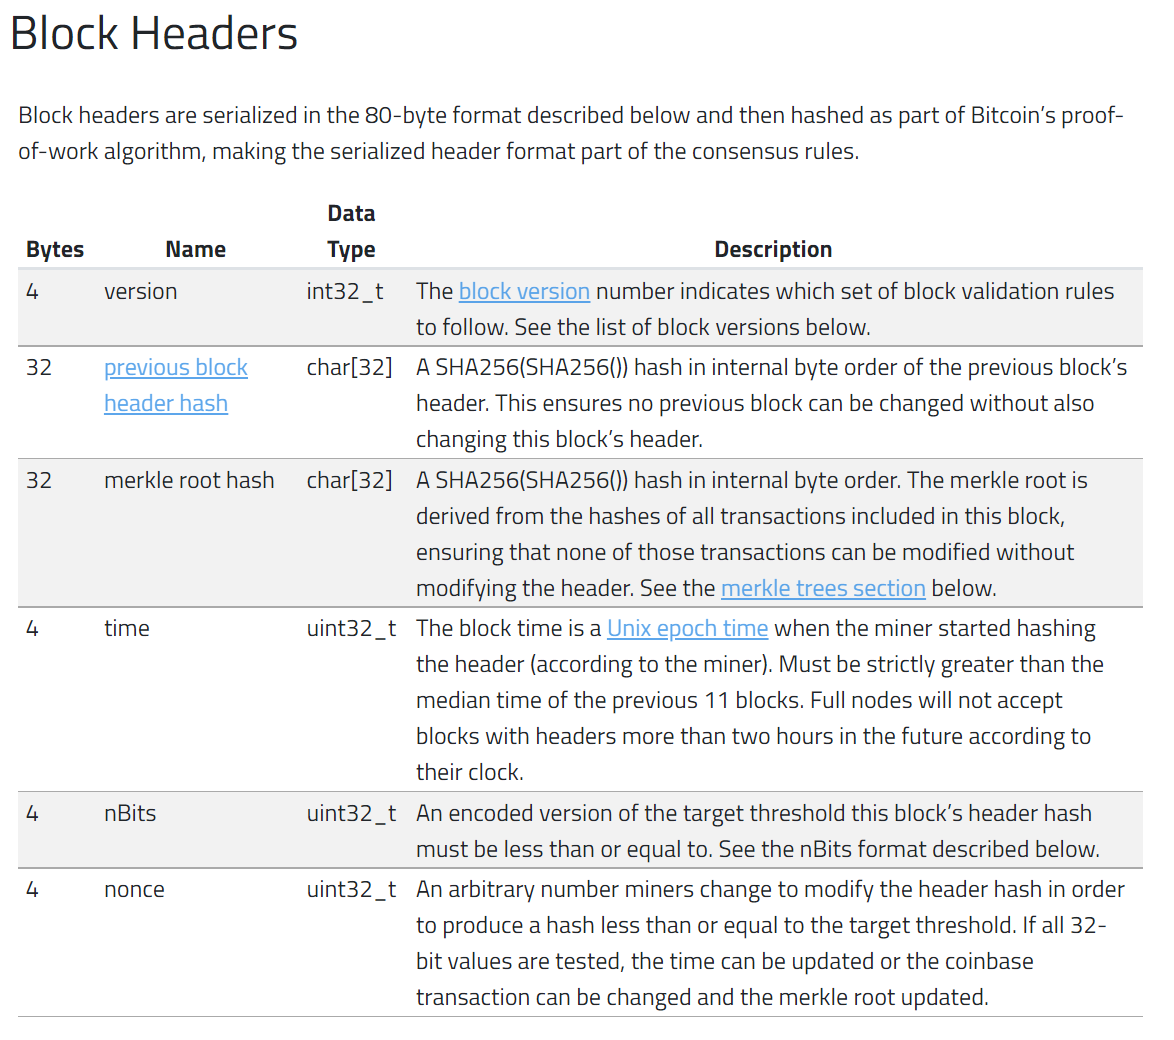 Block Headers
Block headers are serialized in the 80-byte format described below and then hashed as part of Bitcoin’s proof-
of-work algorithm, making the serialized header format part of the consensus rules.
Bytes Name Data Type Description
4 version int32_t The block version number indicates which set of block validation rules
to follow. See the list of block versions below.
32 previous block header hash char[32] A SHA256(SHA256()) hash in internal byte order of the previous block’s
header. This ensures no previous block can be changed without also
changing this block’s header.
32 merkle root hash char[32] A SHA256(SHA256()) hash in internal byte order. The merkle root is
derived from the hashes of all transactions included in this block,
ensuring that none of those transactions can be modified without
modifying the header. See the merkle trees section below.
4 time uint32_t The block time is a Unix epoch time when the miner started hashing
the header (according to the miner). Must be strictly greater than the
median time of the previous 11 blocks. Full nodes will not accept
blocks with headers more than two hours in the future according to
their clock.
4 nBits uint32_t An encoded version of the target threshold this block’s header hash
must be less than or equal to. See the nBits format described below.
4 nonce uint32_t An arbitrary number miners change to modify the header hash in order
to produce a hash less than or equal to the target threshold. If all 32-
bit values are tested, the time can be updated or the coinbase
transaction can be changed and the merkle root updated.